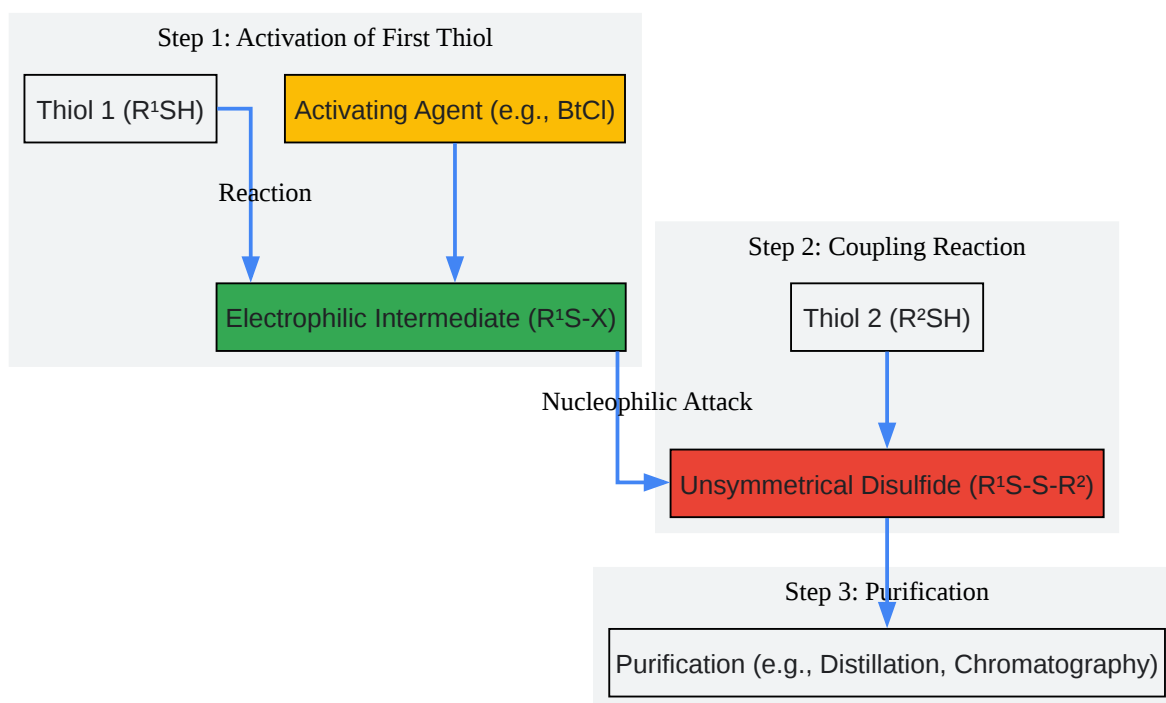 Step 1: Activation of First Thiol
Thiol 1 (R¹SH)
Activating Agent (e.g., BtCl)
Reaction
Electrophilic Intermediate (R¹S-X)
Step 2: Coupling Reaction
Thiol 2 (R²SH)
Nucleophilic Attack
Unsymmetrical Disulfide (R¹S-S-R²)
Step 3: Purification
Purification (e.g., Distillation, Chromatography)